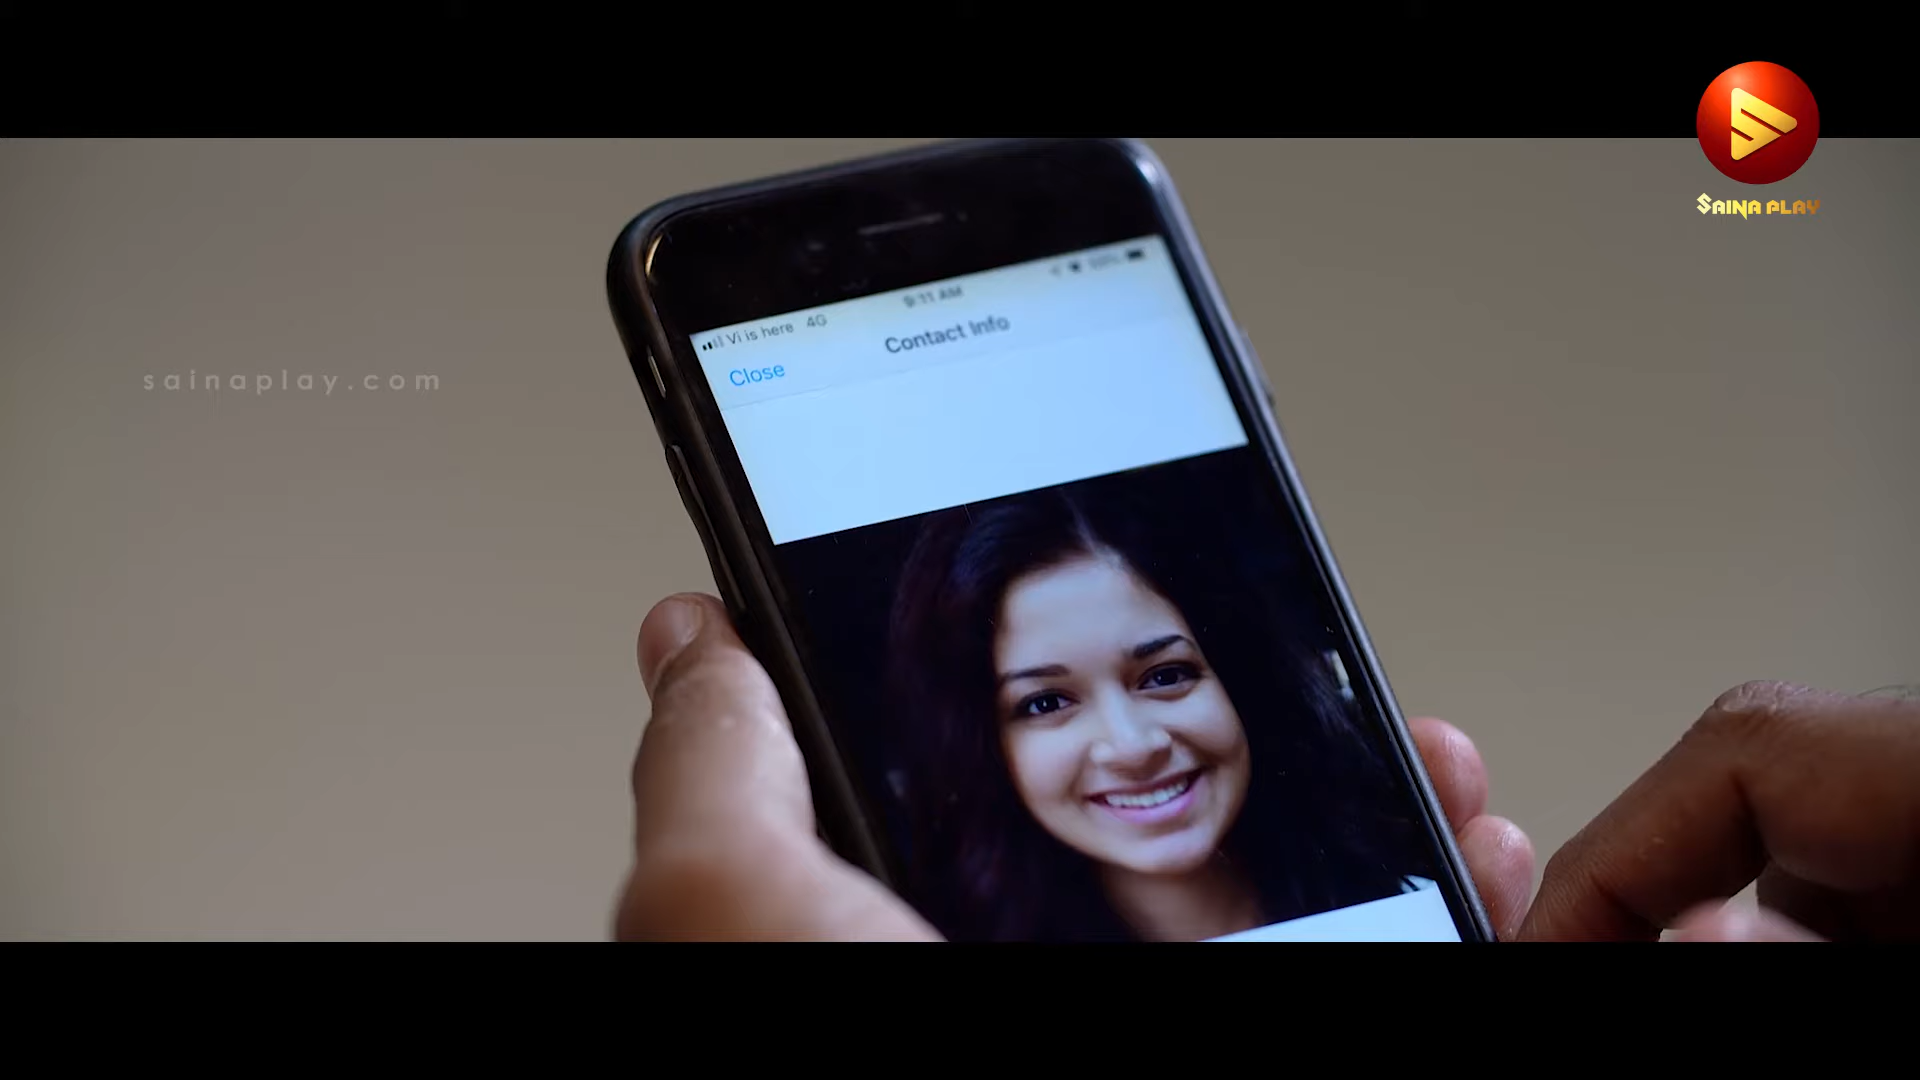 SAINA PLAY
9:11 AM
Vi is here 4G
Contact Info
Close
sainaplay.com